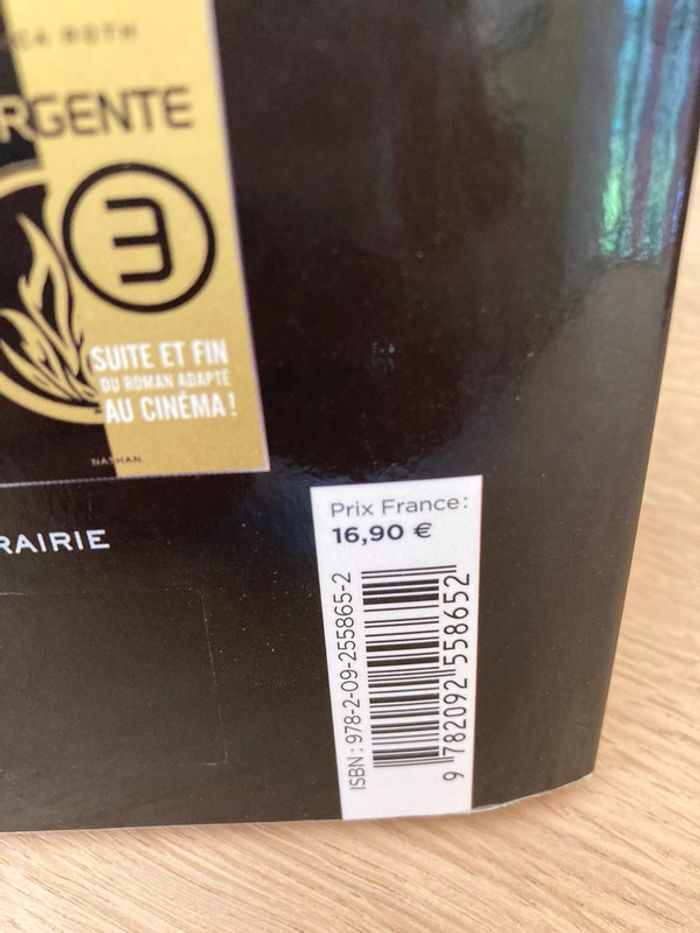 ROTH
RGENTE
3
SUITE ET FIN
DU ROMAN ADAPTÉ
AU CINÉMA !
NATHAN
RAIRIE
Prix France:
16,90 €
ISBN : 978-2-09-255865-2
9 782092 558652